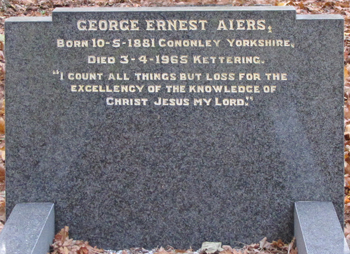 GEORGE ERNEST AIERS,
BORN 10-5-1881 CONONLEY YORKSHIRE,
DIED 3-4-1965 KETTERING.
"I COUNT ALL THINGS BUT LOSS FOR THE
EXCELLENCY OF THE KNOWLEDGE OF
CHRIST JESUS MY LORD."